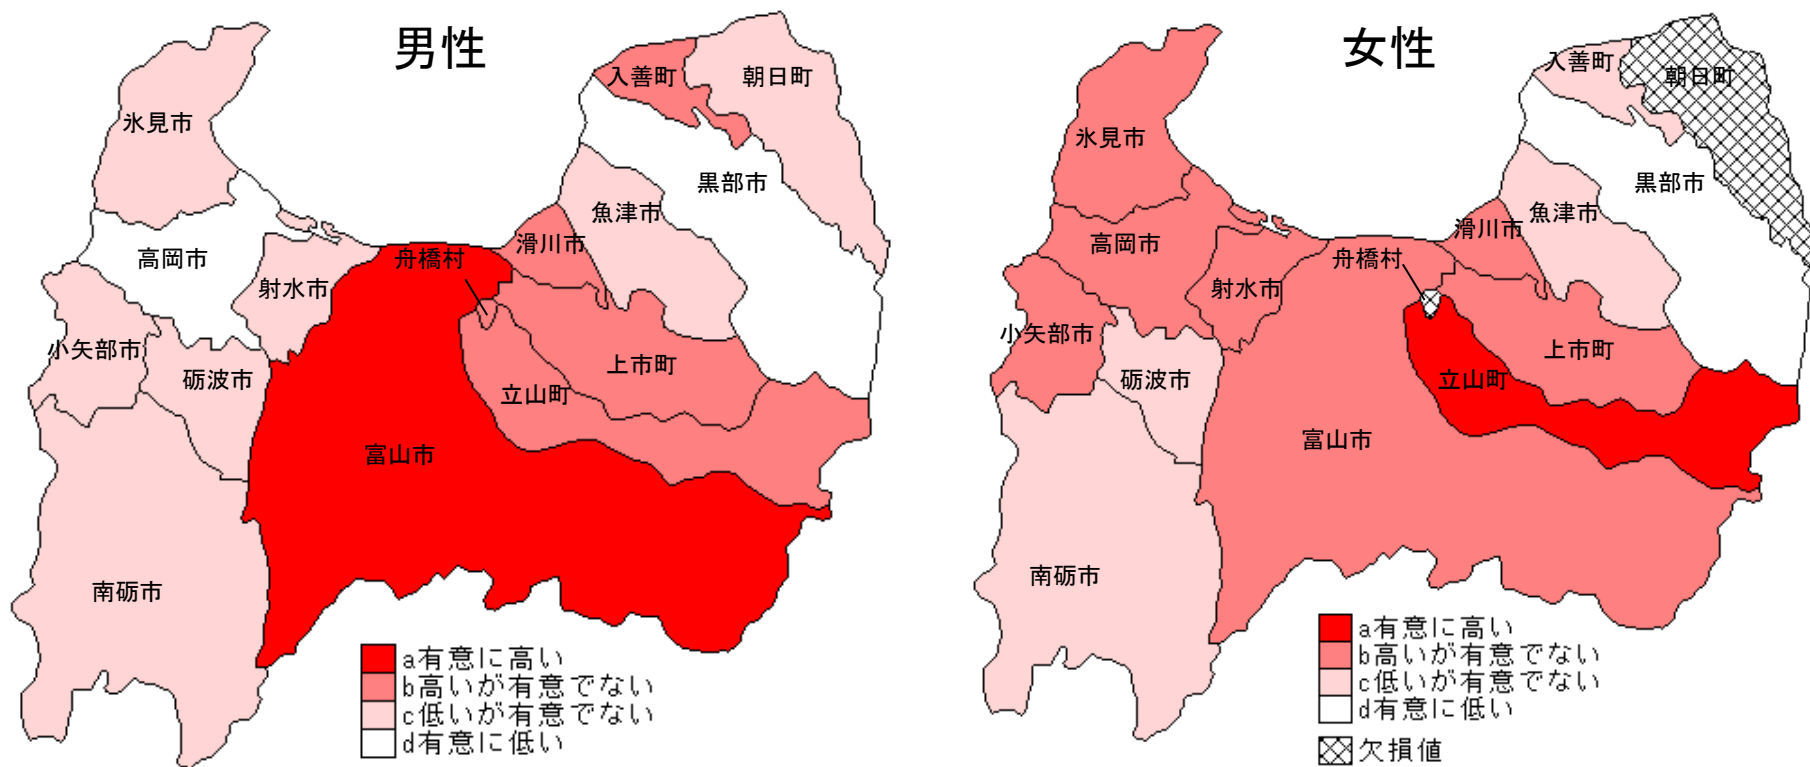 男性
入善町
朝日町
氷見市
黒部市
魚津市
滑川市
高岡市
舟橋村
射水市
小矢部市
砺波市
上市町
立山町
富山市
南砺市
a有意に高い
b高いが有意でない
c低いが有意でない
d有意に低い
女性
入善町
朝日町
氷見市
黒部市
魚津市
滑川市
高岡市
舟橋村
射水市
小矢部市
砺波市
上市町
立山町
富山市
南砺市
a有意に高い
b高いが有意でない
c低いが有意でない
d有意に低い
欠損値